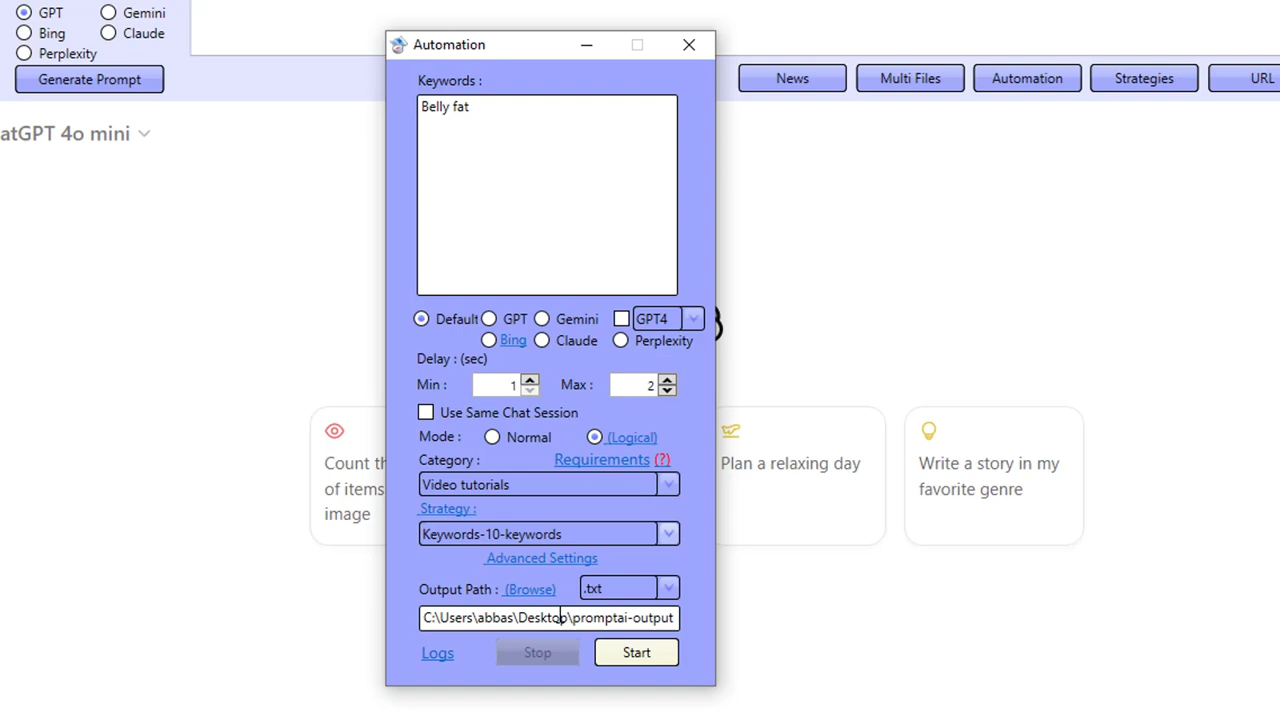 GPT Gemini
Bing Claude
Perplexity
Generate Prompt
News Multi Files Automation Strategies URL
atGPT 4o mini
Automation
Keywords :
Belly fat
Default GPT Gemini GPT4
Bing Claude Perplexity
Delay : (sec)
Min : 1 Max : 2
Use Same Chat Session
Mode : Normal (Logical)
Category : Requirements (?)
Video tutorials
Strategy :
Keywords-10-keywords
Advanced Settings
Output Path : (Browse) .txt
C:\Users\abbas\Desktop\promptai-output
Logs Stop Start
Count th
of items
image
Plan a relaxing day
Write a story in my
favorite genre